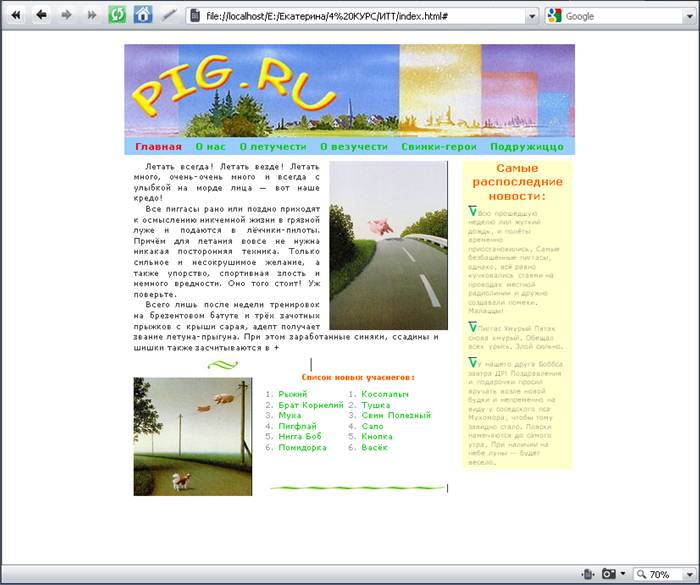 file://localhost/E:/Екатерина/4%20КУРС/ИТТ/index.html#
Google
PIG.RU
Главная О нас О летучести О везучести Свинки-герои Подружиццо
Летать всегда! Летать везде! Летать
много, очень-очень много и всегда с
улыбкой на морде лица — вот наше
кредо!
Все пиггасы рано или поздно приходят
к осмыслению никчемной жизни в грязной
луже и подаются в лётчики-пилоты.
Причём для летания вовсе не нужна
никакая посторонняя техника. Только
сильное и несокрушимое желание, а
также упорство, спортивная злость и
немного вредности. Оно того стоит! Уж
поверьте.
Всего лишь после недели тренировок
на брезентовом батуте и трёх зачотных
прыжков с крыши сарая, адепт получает
звание летуна-прыгуна. При этом заработанные синяки, ссадины и
шишки также засчитываются в +
Список новых учаснегов:
1. Рыжий
2. Брат Корнелий
3. Муха
4. Пигфлай
5. Нигга Боб
6. Помидорка
1. Косолапыч
2. Тушка
3. Свин Полезный
4. Сало
5. Кнопка
6. Васёк
Самые
распоследние
новости:
Всю прошедшую
неделю лил жуткий
дождь, и полёты
временно
приостановились. Самые
безбашенные пиггасы,
однако, всё равно
кучковались стаями на
проводах местной
радиолинии и дружно
создавали помехи.
Маладцы!
Пиггас Хмурый Пятак
снова хмурый. Обещал
всех урыть. Злой сильно.
У нашего друга Боббса
завтра ДР! Поздравления
и подарочки просил
вручать возле новой
будки и непременно на
виду у соседского пса
Мухомора, чтобы тому
завидно стало. Пляски
намечаются до самого
утра. При наличии на
небе луны — будет
весело.
70%